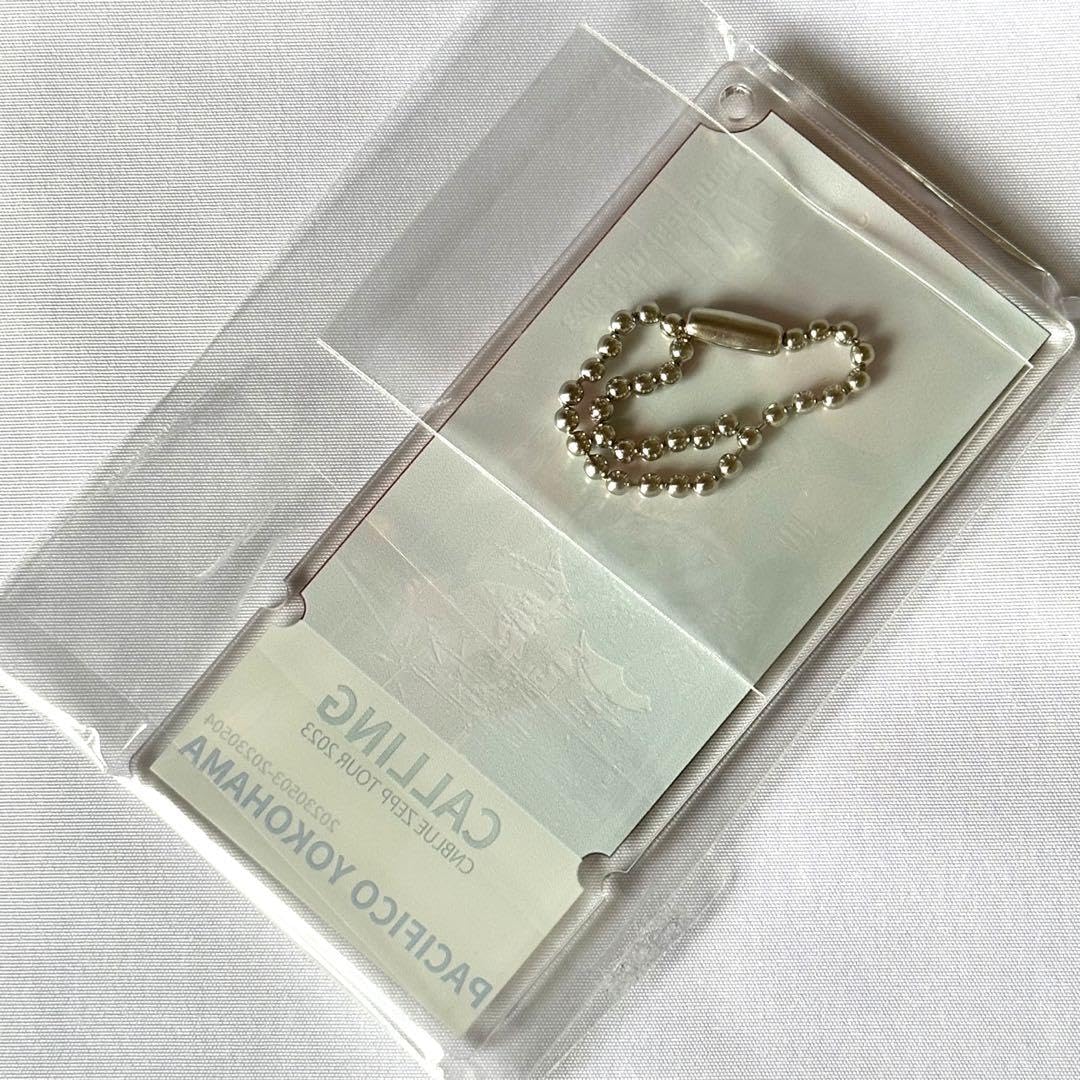 CALLING
CNBLUE ZEPP TOUR 2023
20230503-20230504
PACIFICO YOKOHAMA